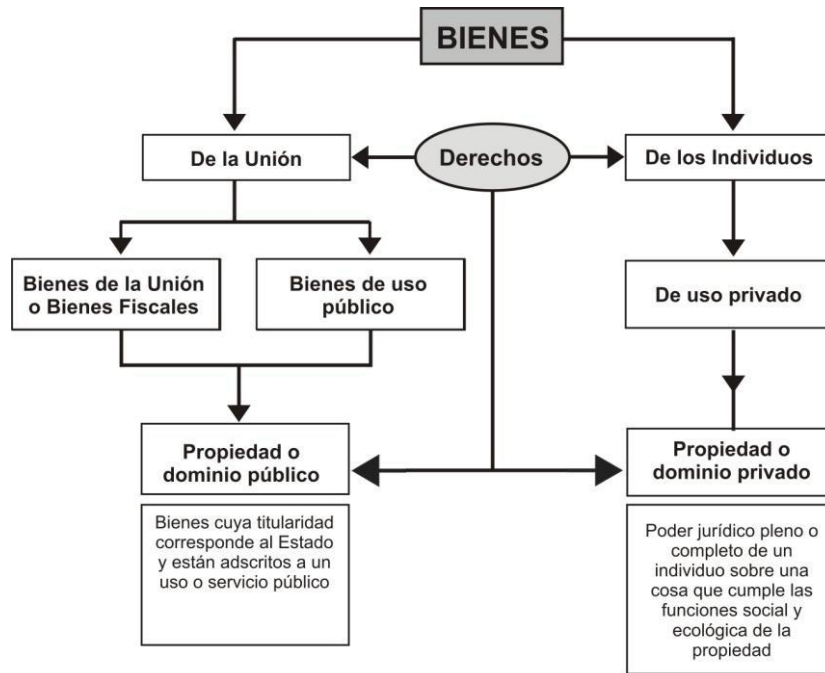 BIENES
De la Unión
Derechos
De los Individuos
Bienes de la Unión
o Bienes Fiscales
Bienes de uso
público
De uso privado
Propiedad o
dominio público
Propiedad o
dominio privado
Bienes cuya titularidad
corresponde al Estado
y están adscritos a un
uso o servicio público
Poder jurídico pleno o
completo de un
individuo sobre una
cosa que cumple las
funciones social y
ecológica de la
propiedad